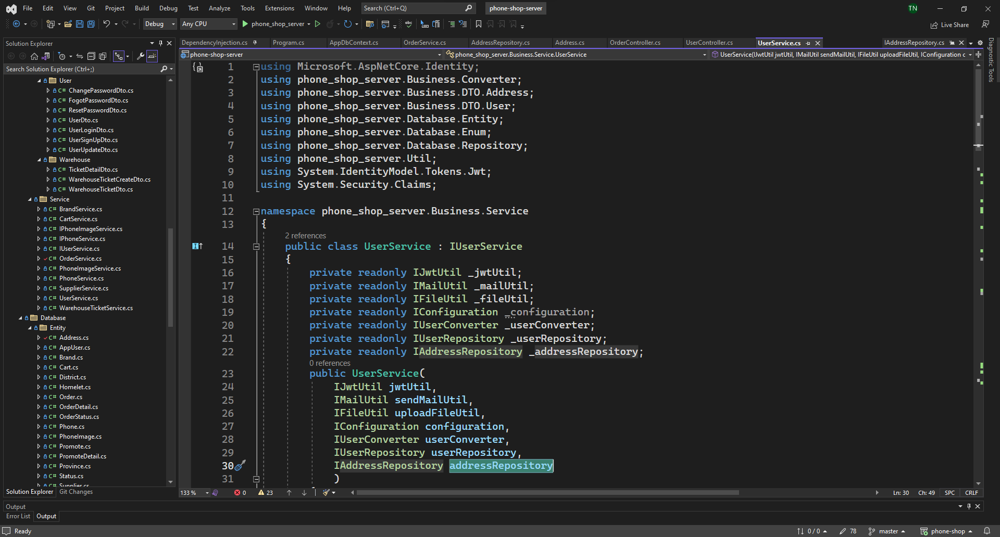 File Edit View Git Project Build Debug Test Analyze Tools Extensions Window Help Search (Ctrl+Q) phone-shop-server TN
Debug Any CPU phone_shop_server Live Share
Solution Explorer
Search Solution Explorer (Ctrl+;)
User
C# ChangePasswordDto.cs
C# FogotPasswordDto.cs
C# ResetPasswordDto.cs
C# UserDto.cs
C# UserLoginDto.cs
C# UserSignUpDto.cs
C# UserUpdateDto.cs
Warehouse
C# TicketDetailDto.cs
C# WarehouseTicketCreateDto.cs
C# WarehouseTicketDto.cs
Service
C# BrandService.cs
C# CartService.cs
C# IPhoneImageService.cs
C# IPhoneService.cs
C# IUserService.cs
C# OrderService.cs
C# PhoneImageService.cs
C# PhoneService.cs
C# SupplierService.cs
C# UserService.cs
C# WarehouseTicketService.cs
Database
Entity
C# Address.cs
C# AppUser.cs
C# Brand.cs
C# Cart.cs
C# District.cs
C# Homelet.cs
C# Order.cs
C# OrderDetail.cs
C# OrderStatus.cs
C# Phone.cs
C# PhoneImage.cs
C# Promote.cs
C# PromoteDetail.cs
C# Province.cs
C# Status.cs
C# Supplier.cs
Solution Explorer Git Changes
DependencyInjection.cs Program.cs AppDbContext.cs OrderService.cs AddressRepository.cs Address.cs OrderController.cs UserController.cs UserService.cs IAddressRepository.cs
phone-shop-server phone_shop_server.Business.Service.UserService UserService(IJwtUtil jwtUtil, IMailUtil sendMailUtil, IFileUtil uploadFileUtil, IConfiguration c
1 using Microsoft.AspNetCore.Identity;
2 using phone_shop_server.Business.Converter;
3 using phone_shop_server.Business.DTO.Address;
4 using phone_shop_server.Business.DTO.User;
5 using phone_shop_server.Database.Entity;
6 using phone_shop_server.Database.Enum;
7 using phone_shop_server.Database.Repository;
8 using phone_shop_server.Util;
9 using System.IdentityModel.Tokens.Jwt;
10 using System.Security.Claims;
11
12 namespace phone_shop_server.Business.Service
13 {
2 references
14 public class UserService : IUserService
15 {
16 private readonly IJwtUtil _jwtUtil;
17 private readonly IMailUtil _mailUtil;
18 private readonly IFileUtil _fileUtil;
19 private readonly IConfiguration _configuration;
20 private readonly IUserConverter _userConverter;
21 private readonly IUserRepository _userRepository;
22 private readonly IAddressRepository _addressRepository;
0 references
23 public UserService(
24 IJwtUtil jwtUtil,
25 IMailUtil sendMailUtil,
26 IFileUtil uploadFileUtil,
27 IConfiguration configuration,
28 IUserConverter userConverter,
29 IUserRepository userRepository,
30 IAddressRepository addressRepository
31 )
133 % 0 23 Ln: 30 Ch: 49 SPC CRLF
Diagnostic Tools
Output
Error List Output
Ready 0 / 0 78 master phone-shop